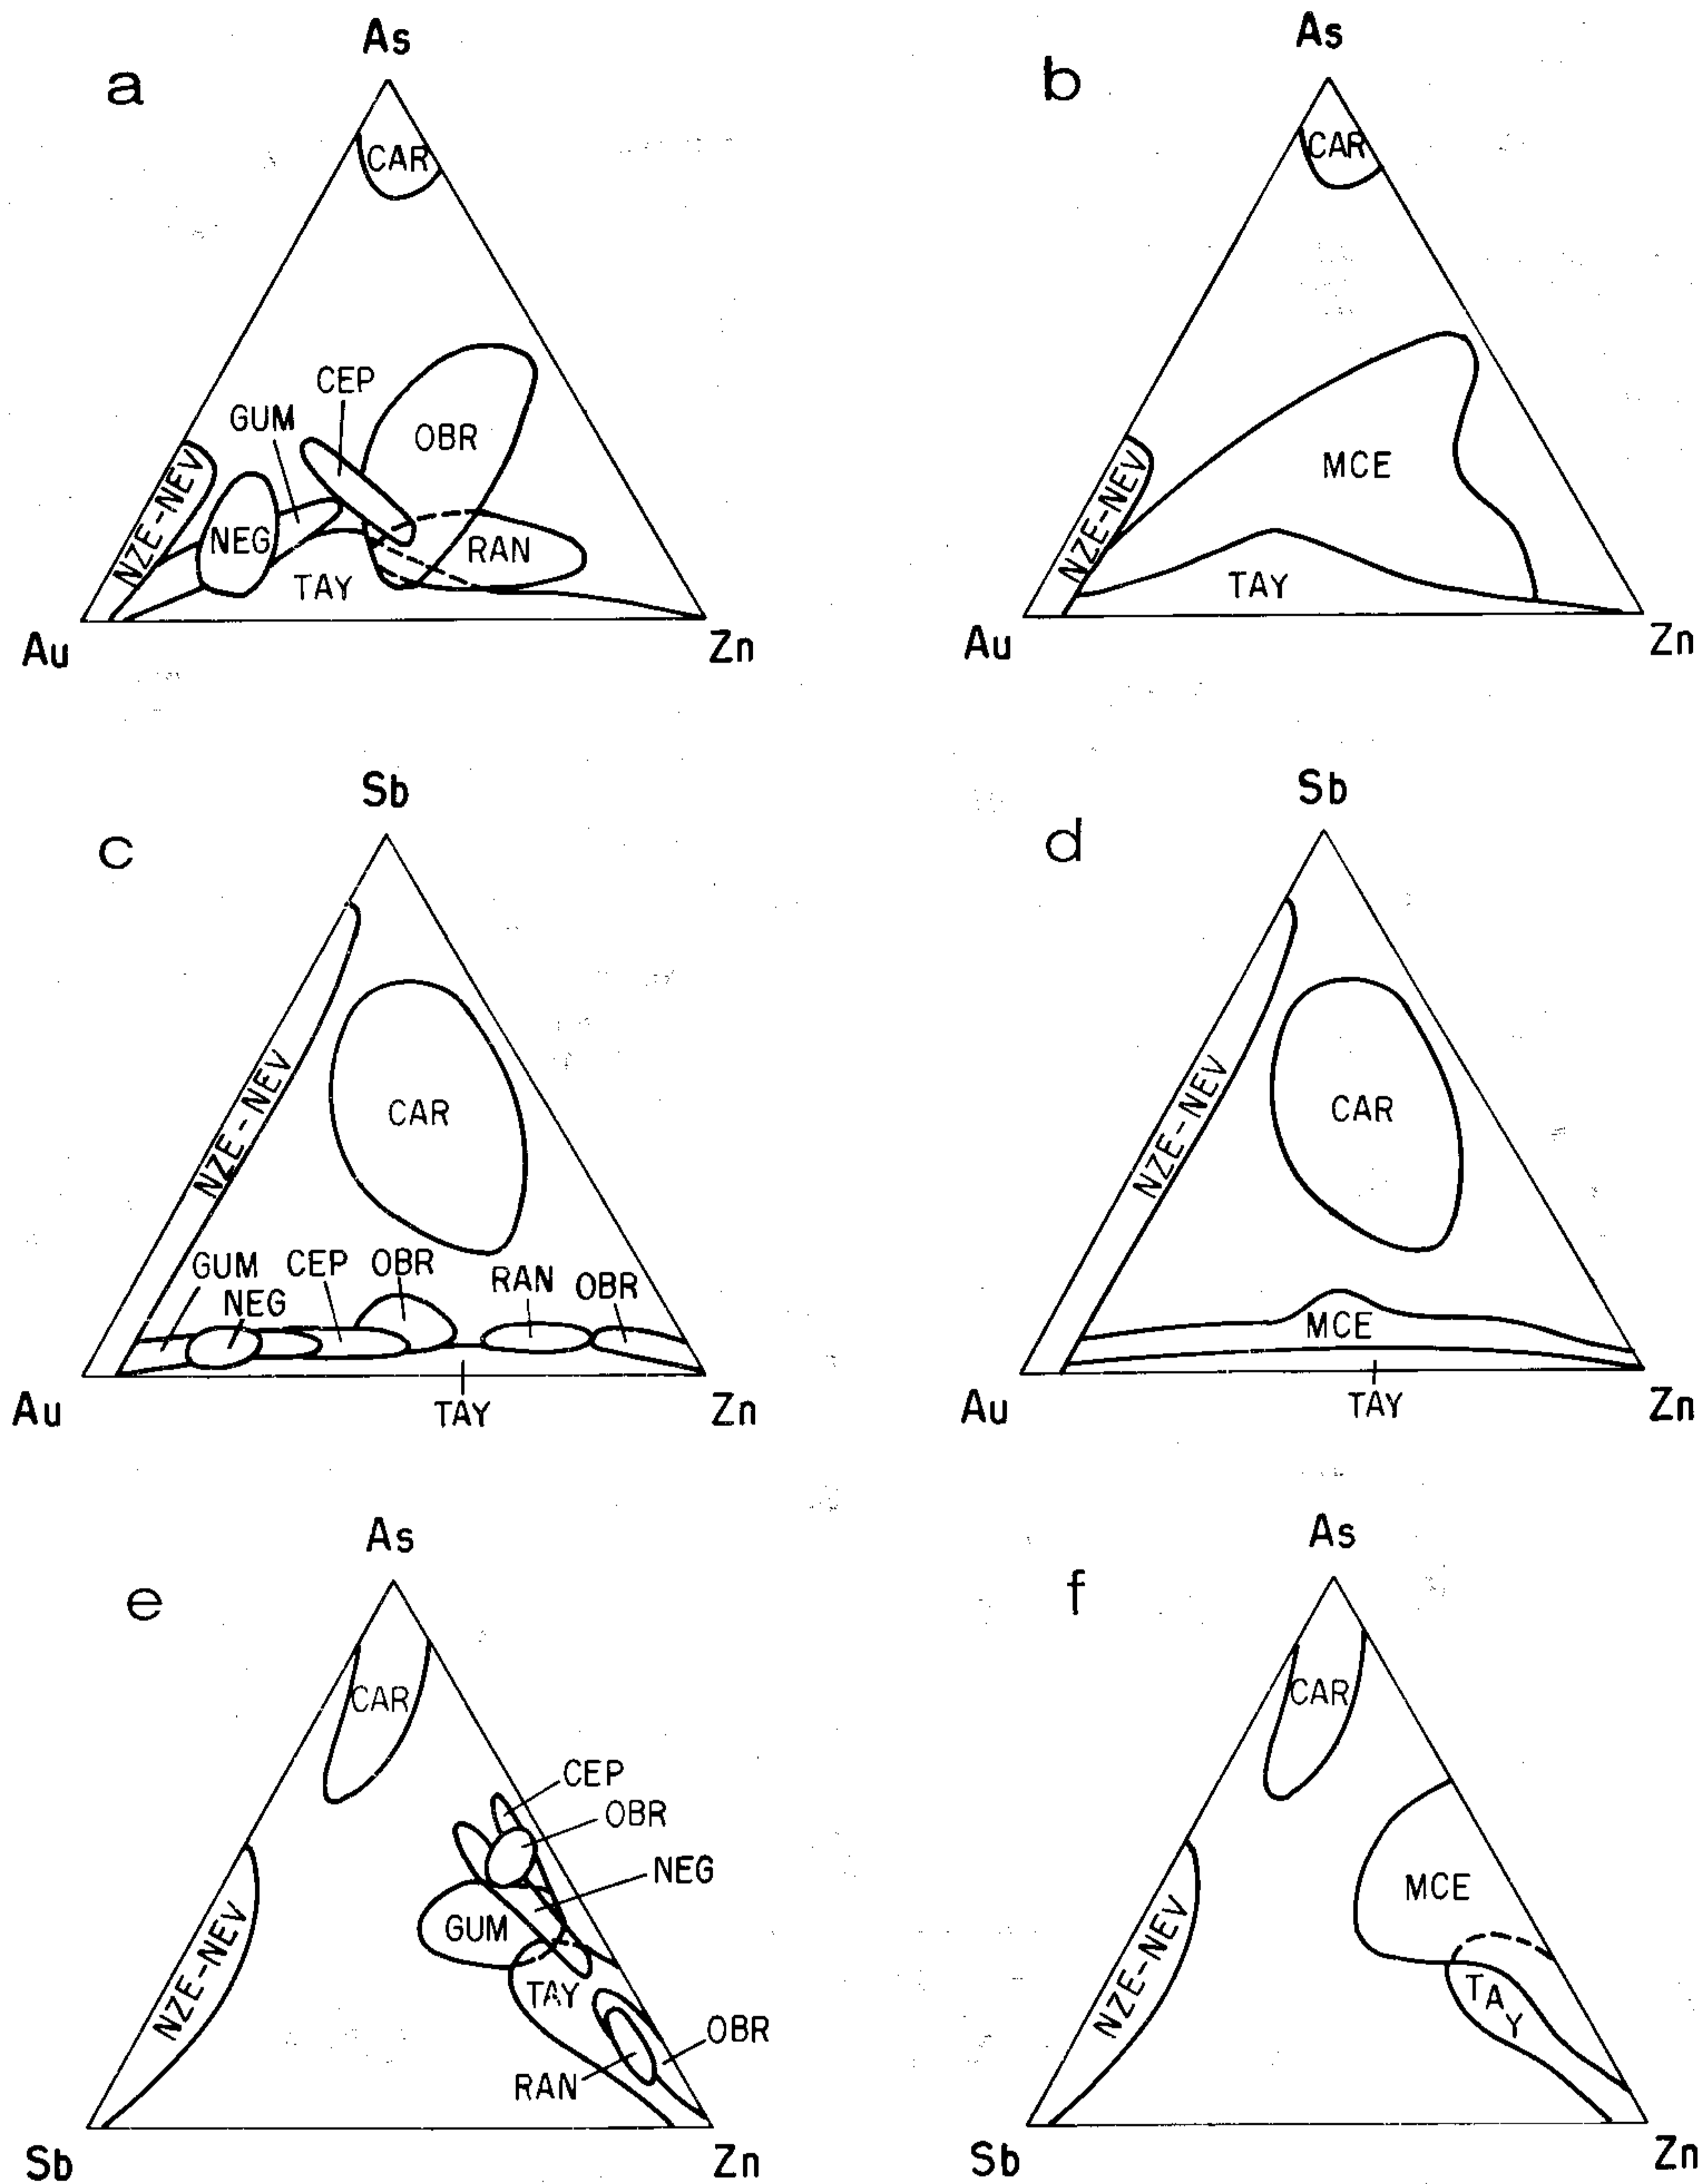 As
a
CAR
CEP
GUM
OBR
NZE-NEV
NEG
RAN
TAY
Au
Zn
As
b
CAR
NZE-NEV
MCE
TAY
Au
Zn
Sb
c
NZE-NEV
CAR
GUM
CEP
OBR
RAN
OBR
NEG
Au
TAY
Zn
Sb
d
NZE-NEV
CAR
MCE
Au
TAY
Zn
As
e
CAR
CEP
OBR
NEG
GUM
NZE-NEV
TAY
OBR
RAN
Sb
Zn
As
f
CAR
MCE
NZE-NEV
TAY
Sb
Zn